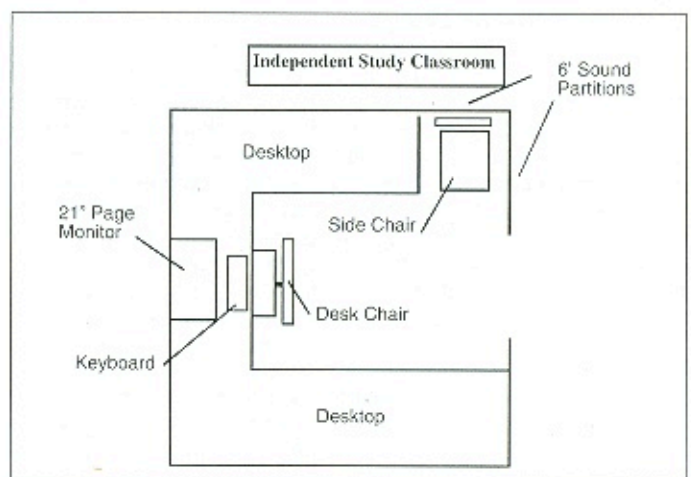 Independent Study Classroom
6' Sound
Partitions
Desktop
21" Page
Monitor
Side Chair
Desk Chair
Keyboard
Desktop